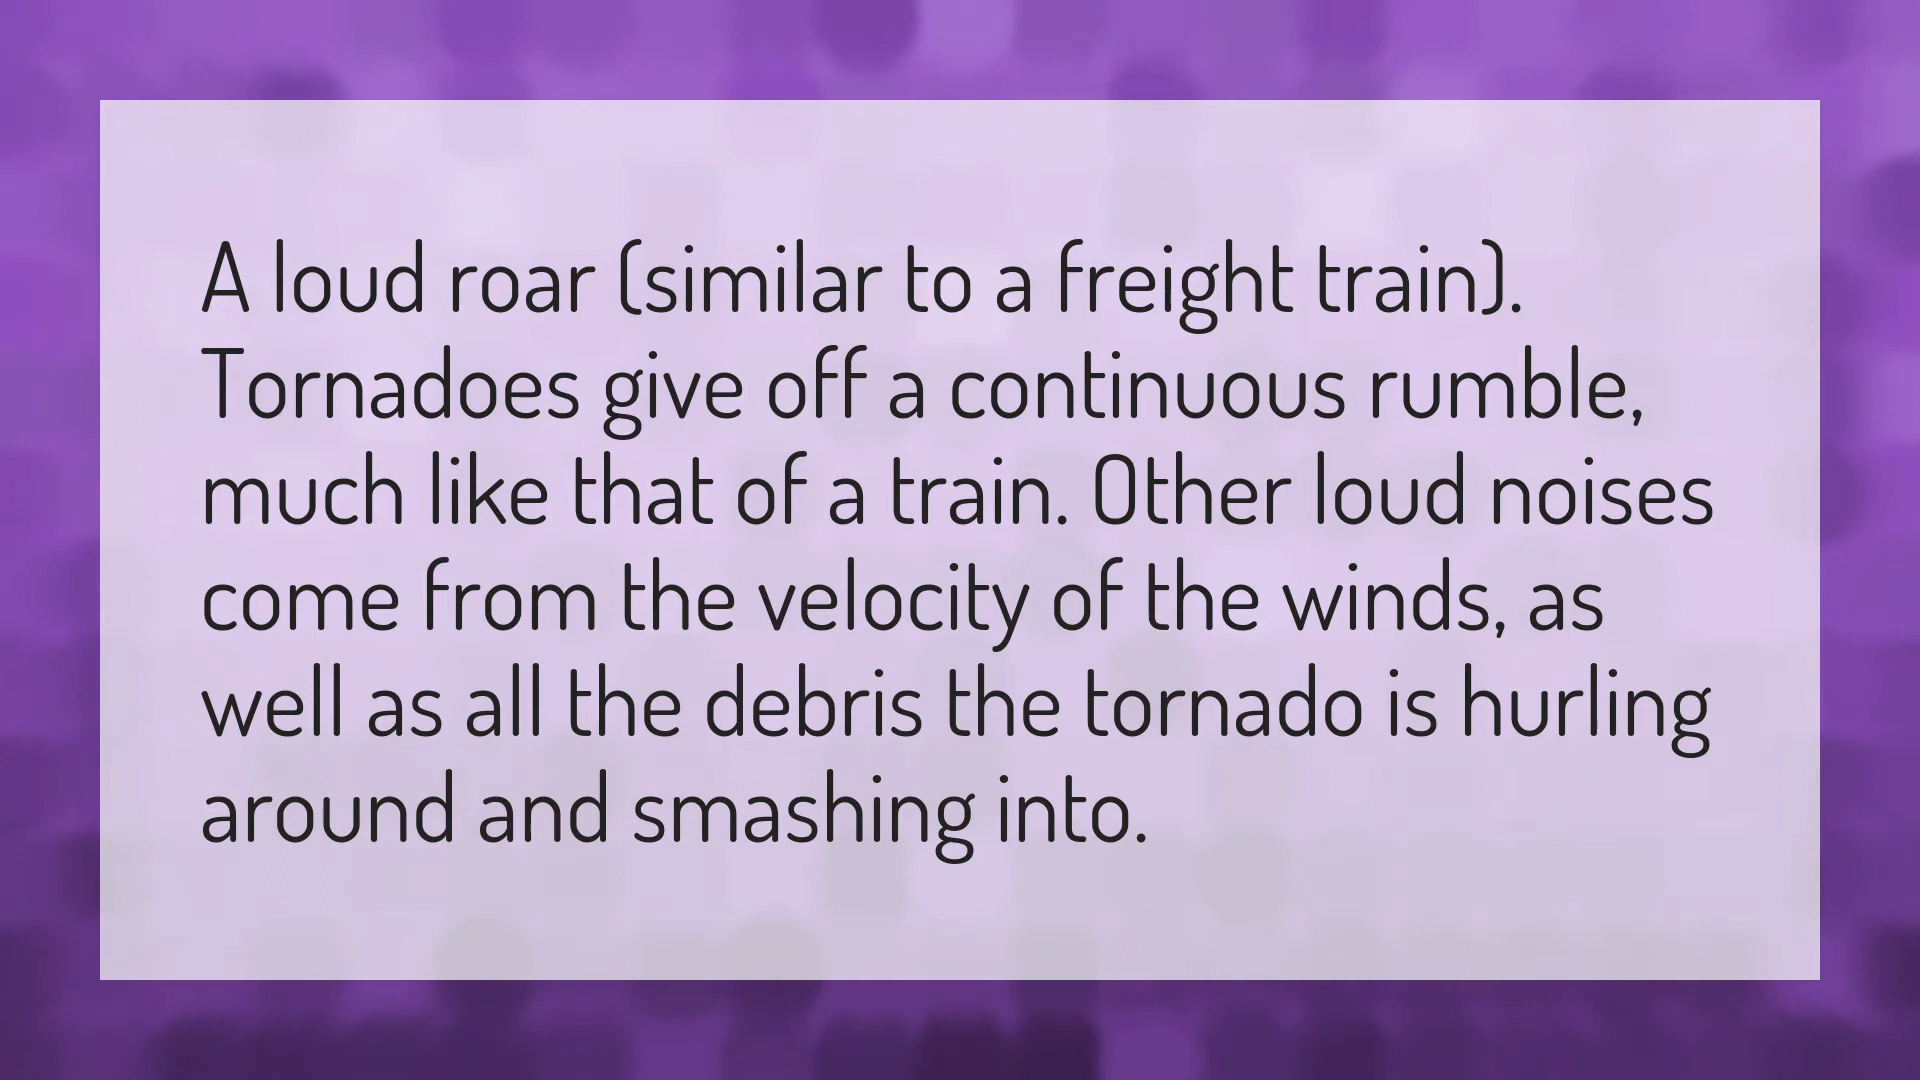 A loud roar (similar to a freight train).
Tornadoes give off a continuous rumble,
much like that of a train. Other loud noises
come from the velocity of the winds, as
well as all the debris the tornado is hurling
around and smashing into.